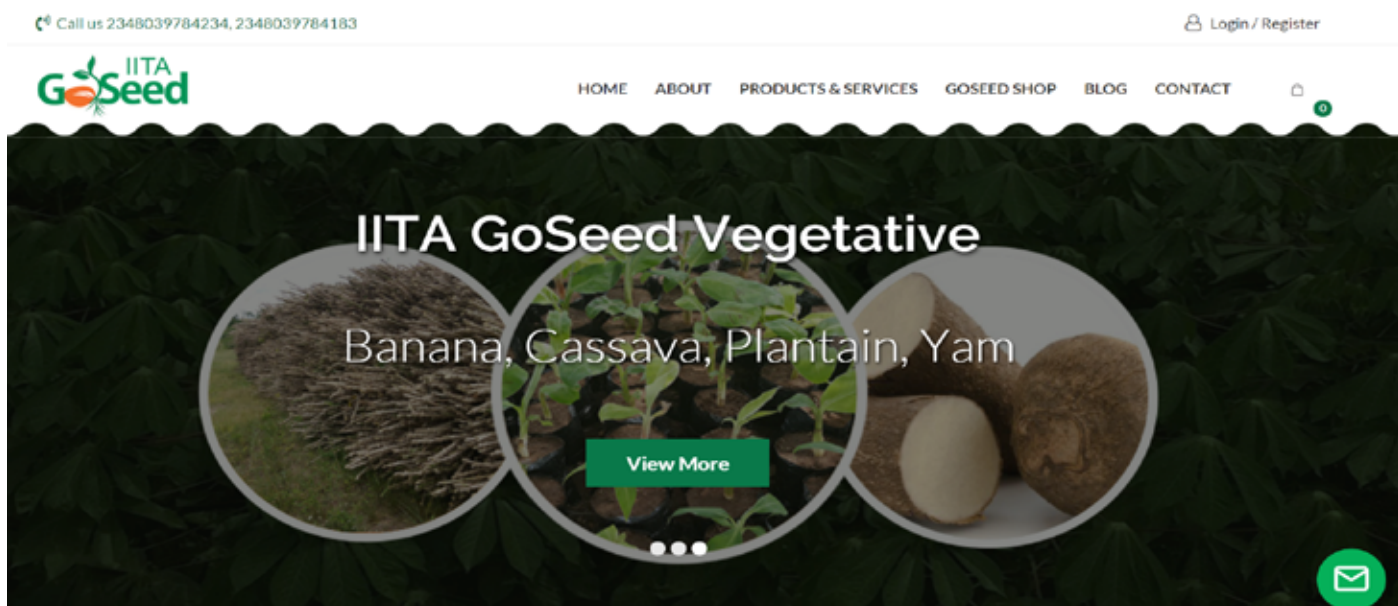 Call us 2348039784234, 2348039784183
Login / Register
IITA
GoSeed
HOME ABOUT PRODUCTS & SERVICES GOSEED SHOP BLOG CONTACT
0
IITA GoSeed Vegetative
Banana, Cassava, Plantain, Yam
View More